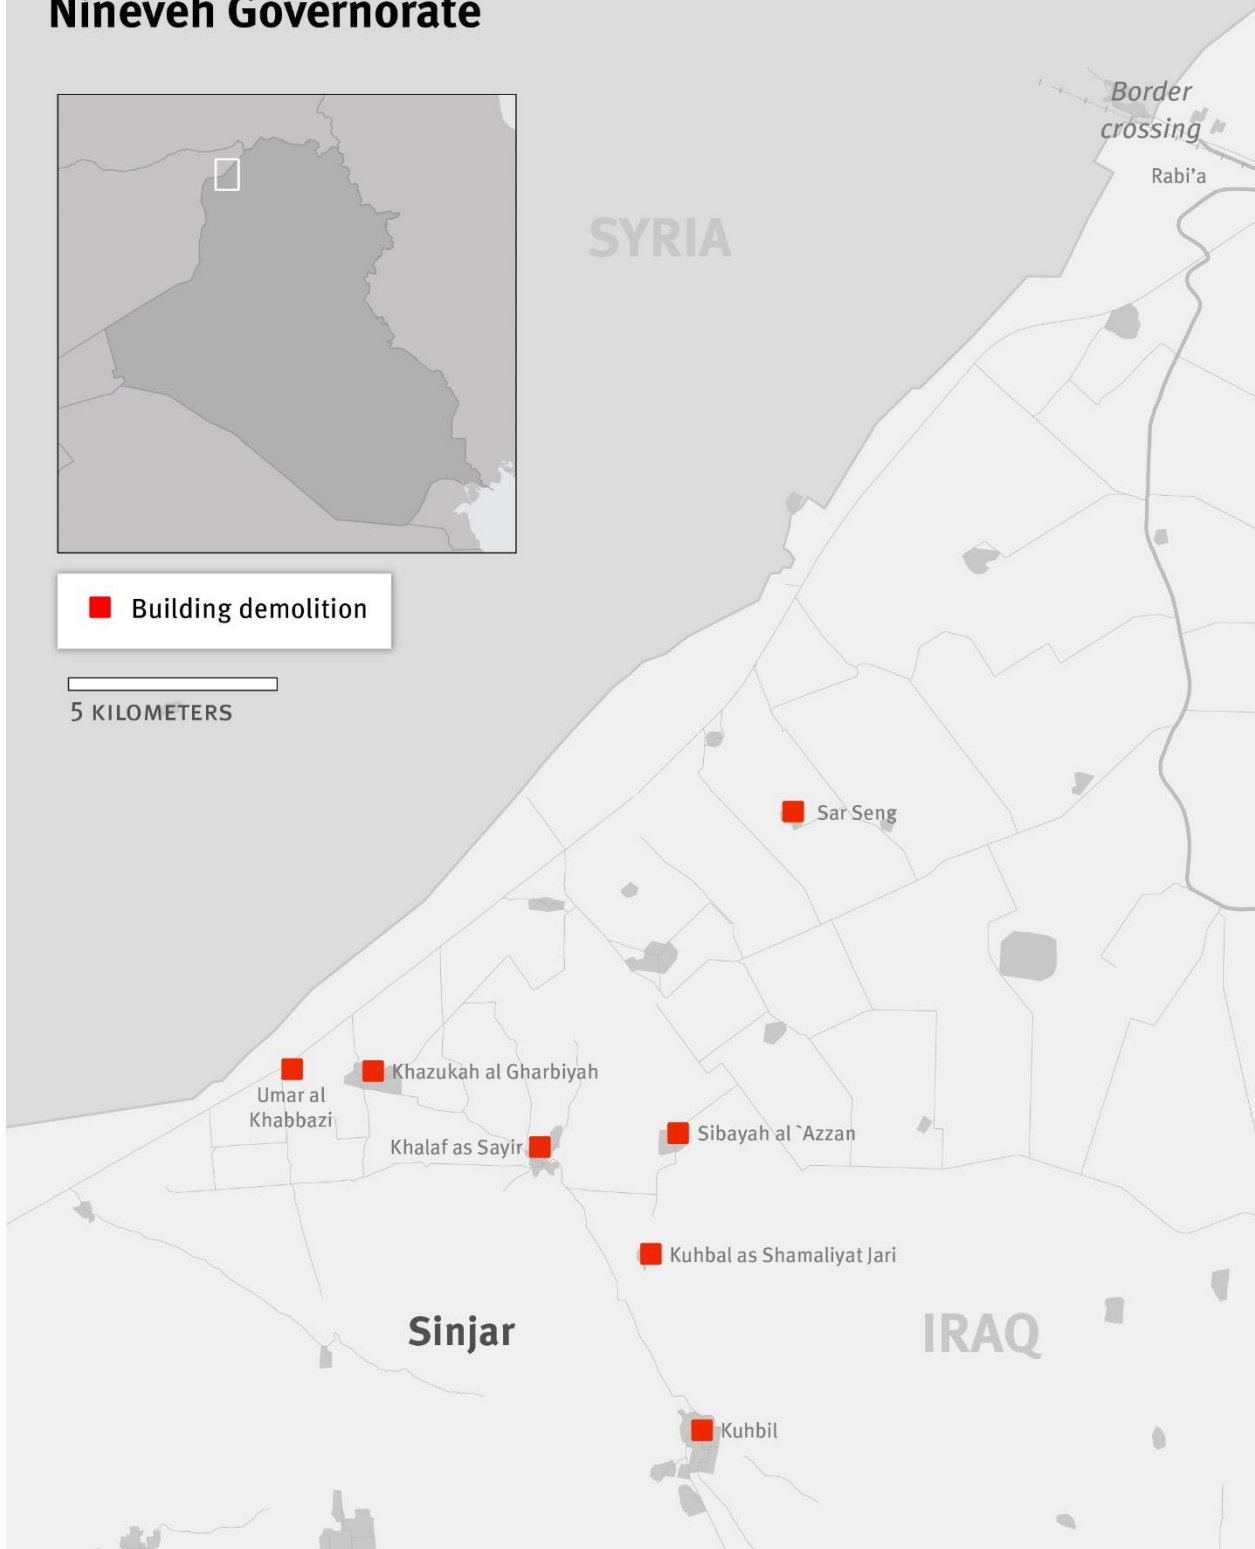 Nineveh Governorate
Border
crossing
Rabi’a
SYRIA
Building demolition
5 KILOMETERS
Sar Seng
Umar al
Khabbazi
Khazukah al Gharbiyah
Khalaf as Sayir
Sibayah al `Azzan
Kuhbal as Shamaliyat Jari
Sinjar
IRAQ
Kuhbil